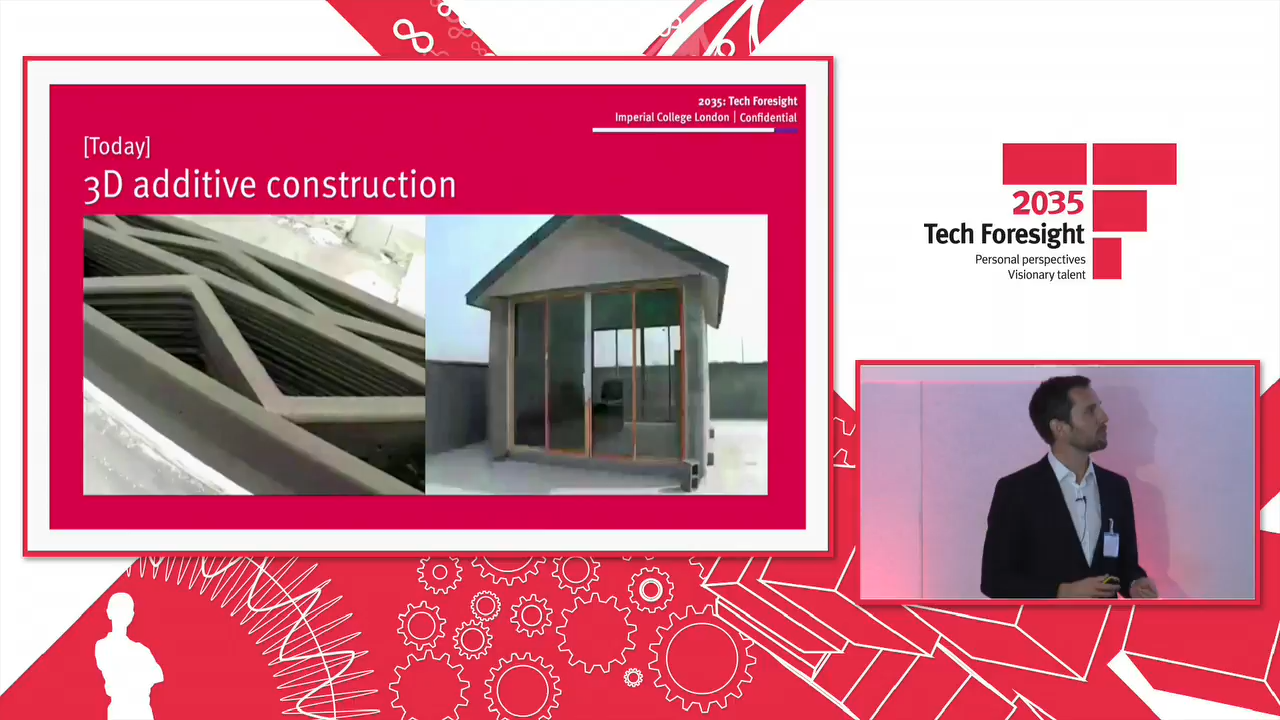 2035: Tech Foresight
Imperial College London | Confidential
[Today]
3D additive construction
2035
Tech Foresight
Personal perspectives
Visionary talent